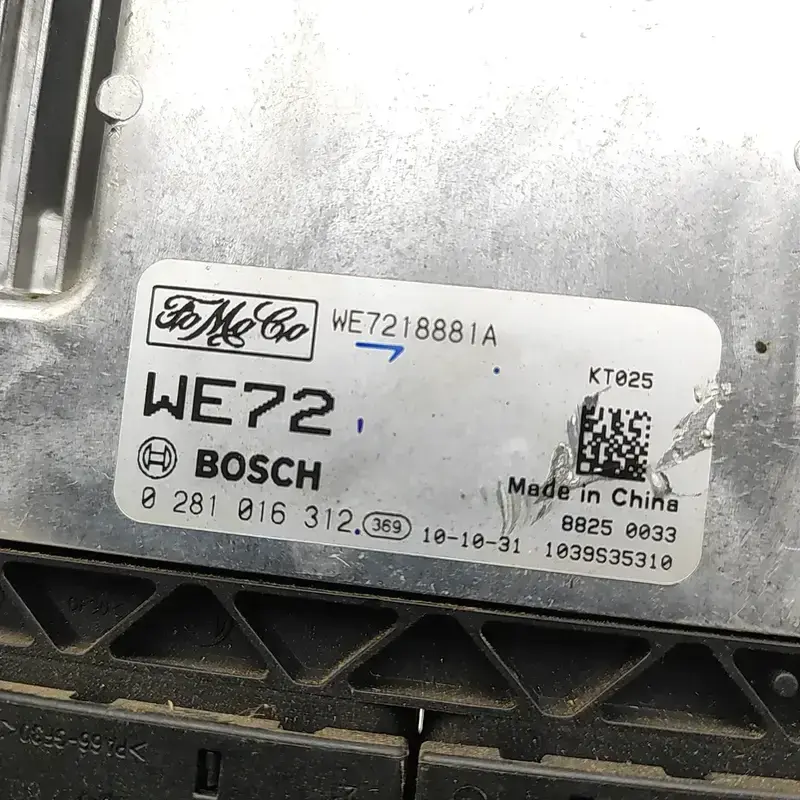 FoMoCo WE7218881A
KT025
WE72
BOSCH
Made in China
0 281 016 312. 369 10-10-31 1039S35310
8825 0033